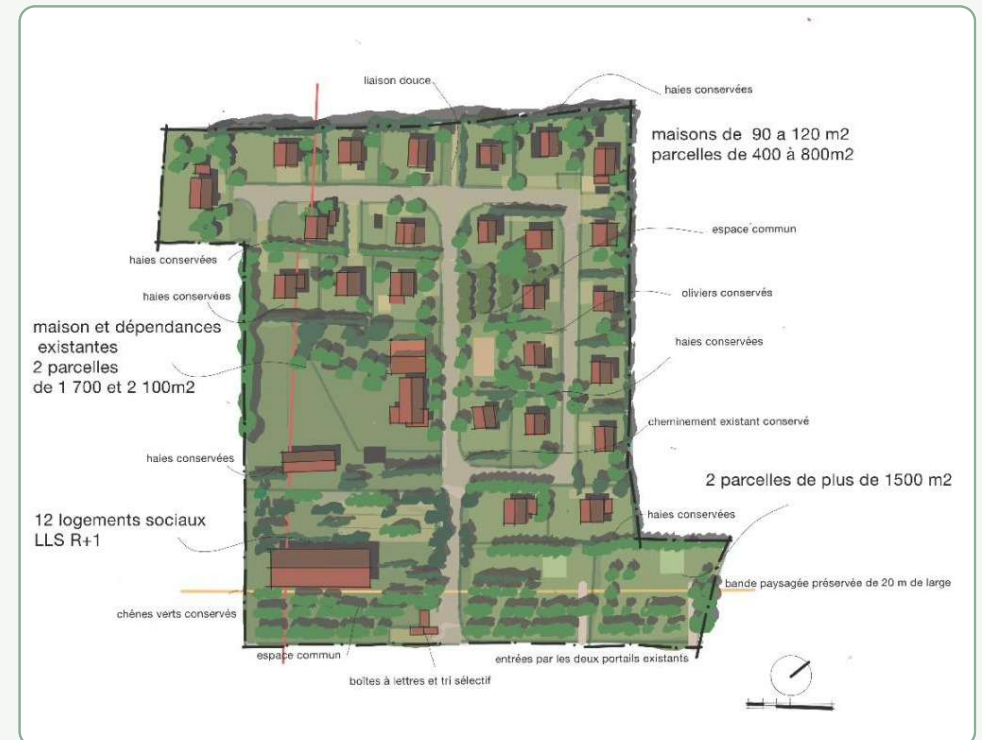 liaison douce
haies conservées
maisons de 90 a 120 m2
parcelles de 400 à 800m2
espace commun
haies conservées
haies conservées
oliviers conservés
maison et dépendances
existantes
2 parcelles
de 1 700 et 2 100m2
haies conservées
cheminement existant conservé
haies conservées
2 parcelles de plus de 1500 m2
12 logements sociaux
LLS R+1
haies conservées
bande paysagée préservée de 20 m de large
chênes verts conservés
espace commun
entrées par les deux portails existants
boîtes à lettres et tri sélectif